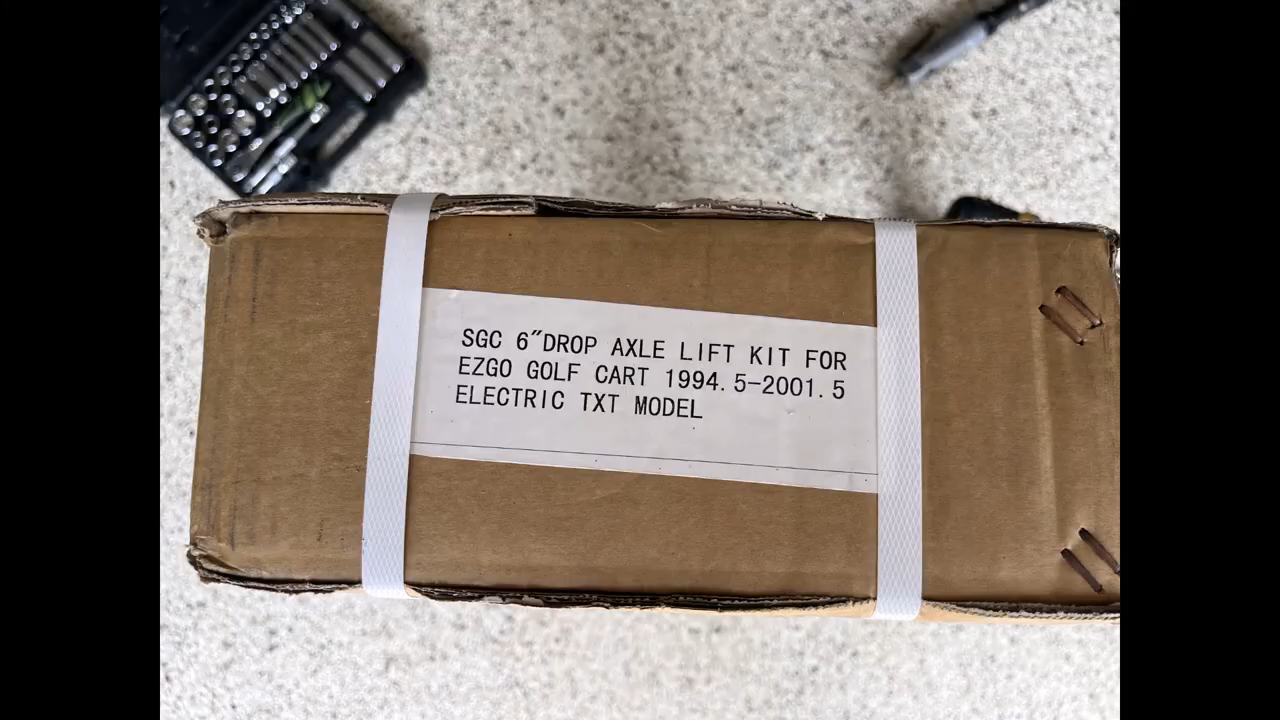 SGC 6″DROP AXLE LIFT KIT FOR
EZGO GOLF CART 1994.5-2001.5
ELECTRIC TXT MODEL